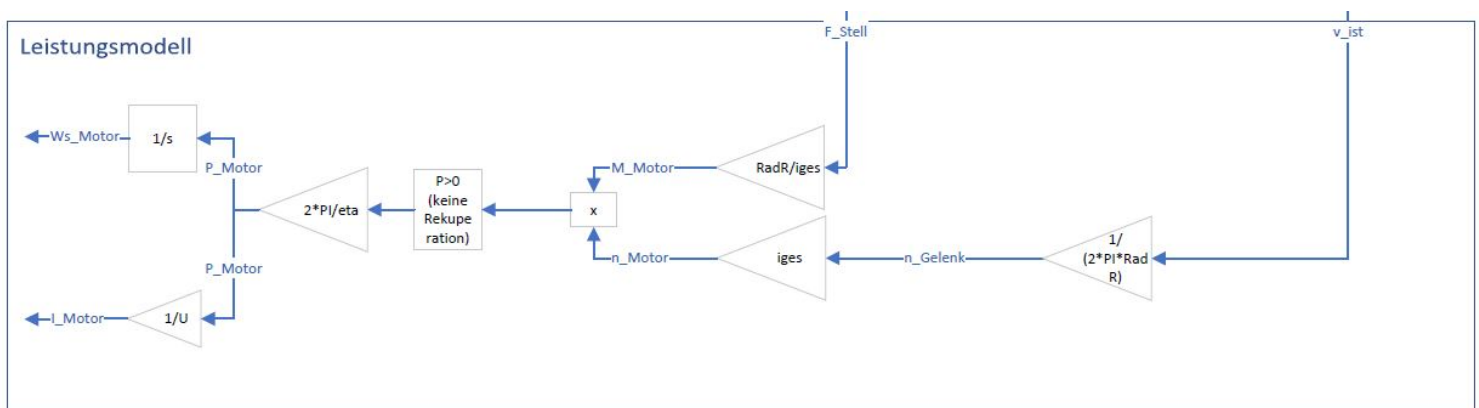 F_Stell
v_ist
Leistungsmodell
Ws_Motor
1/s
P_Motor
M_Motor
RadR/iges
P>0
(keine
Rekupe
ration)
2*PI/eta
x
1/
(2*PI*Rad
R)
P_Motor
n_Motor
iges
n_Gelenk
I_Motor
1/U